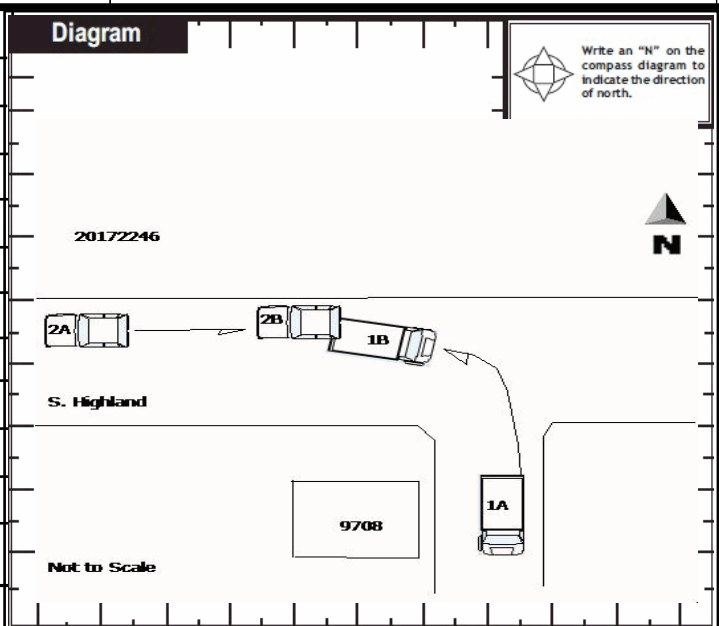 Diagram
Write an “N” on the
compass diagram to
indicate the direction
of north.
20172246
N
2A
2B
1B
S. Highland
1A
9708
Not to Scale